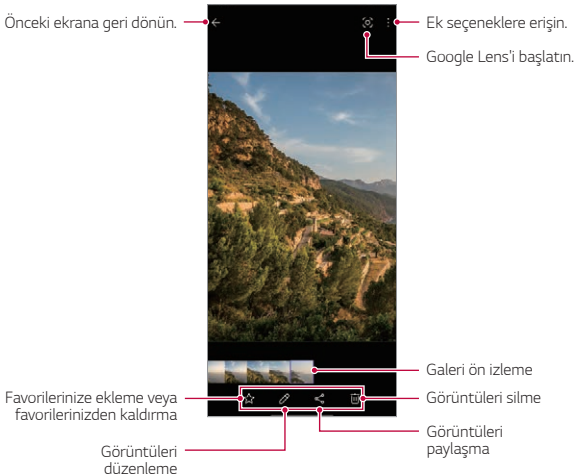 Önceki ekrana geri dönün.
Ek seçeneklere erişin.
Google Lens'i başlatın.
Galeri ön izleme
Favorilerinize ekleme veya
favorilerinizden kaldırma
Görüntüleri silme
Görüntüleri
düzenleme
Görüntüleri
paylaşma